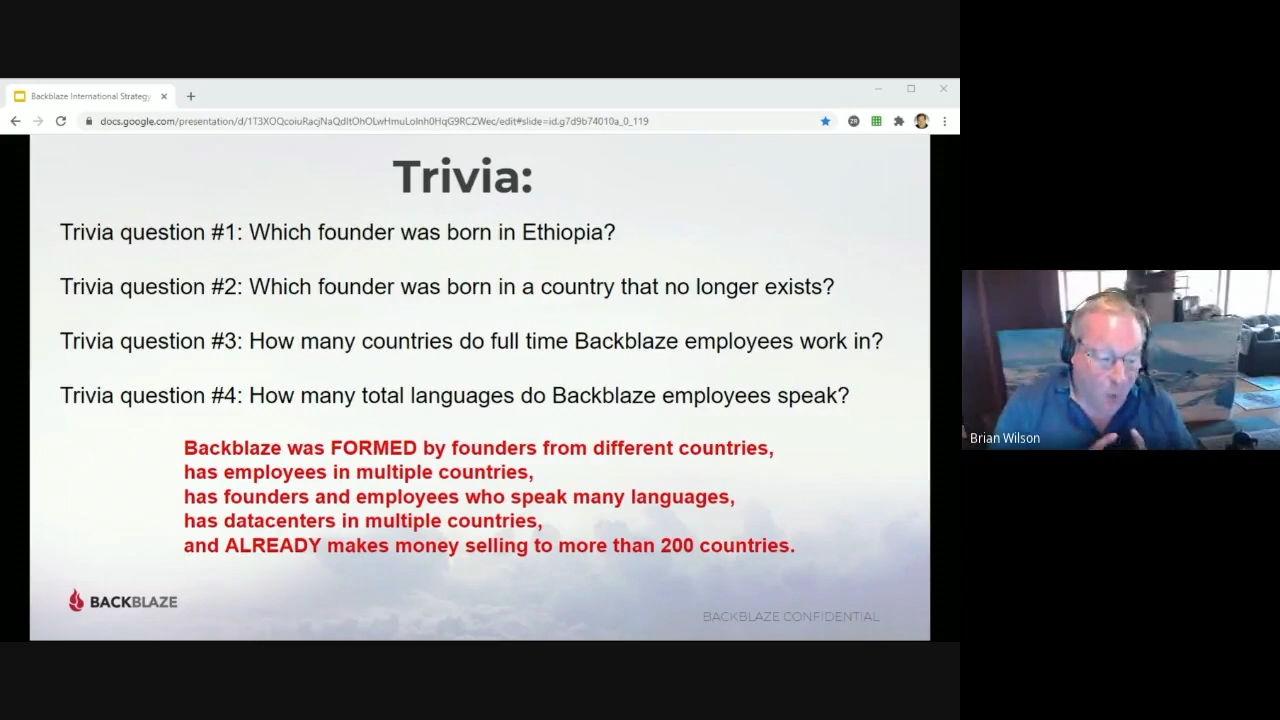 Backblaze International Strategy
docs.google.com/presentation/d/1T3XOQcoiuRacjNaQdItOhOLwHmuLoInh0HqG9RCZWec/edit#slide=id.g7d9b74010a_0_119
Trivia:
Trivia question #1: Which founder was born in Ethiopia?
Trivia question #2: Which founder was born in a country that no longer exists?
Trivia question #3: How many countries do full time Backblaze employees work in?
Trivia question #4: How many total languages do Backblaze employees speak?
Backblaze was FORMED by founders from different countries,
has employees in multiple countries,
has founders and employees who speak many languages,
has datacenters in multiple countries,
and ALREADY makes money selling to more than 200 countries.
BACKBLAZE
BACKBLAZE CONFIDENTIAL
Brian Wilson